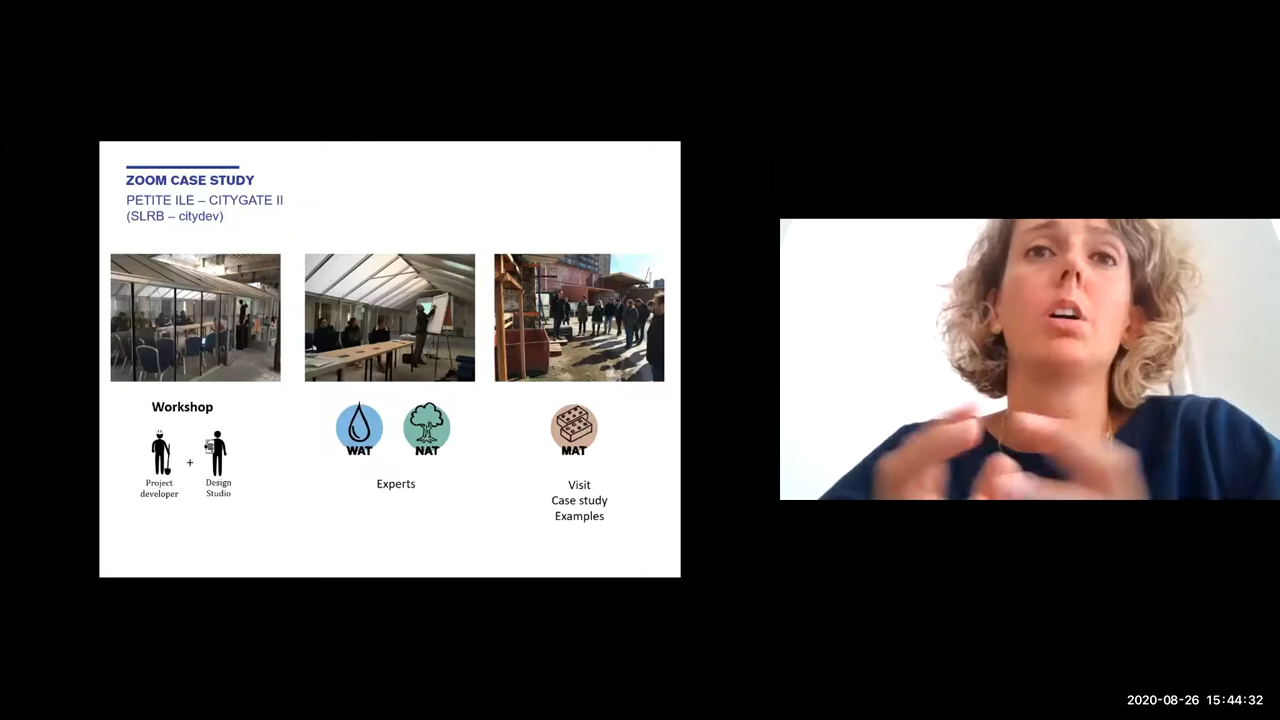 ZOOM CASE STUDY
PETITE ILE – CITYGATE II
(SLRB – citydev)
Workshop
Project
developer
+
Design
Studio
WAT
NAT
Experts
MAT
Visit
Case study
Examples
2020-08-26 15:44:32